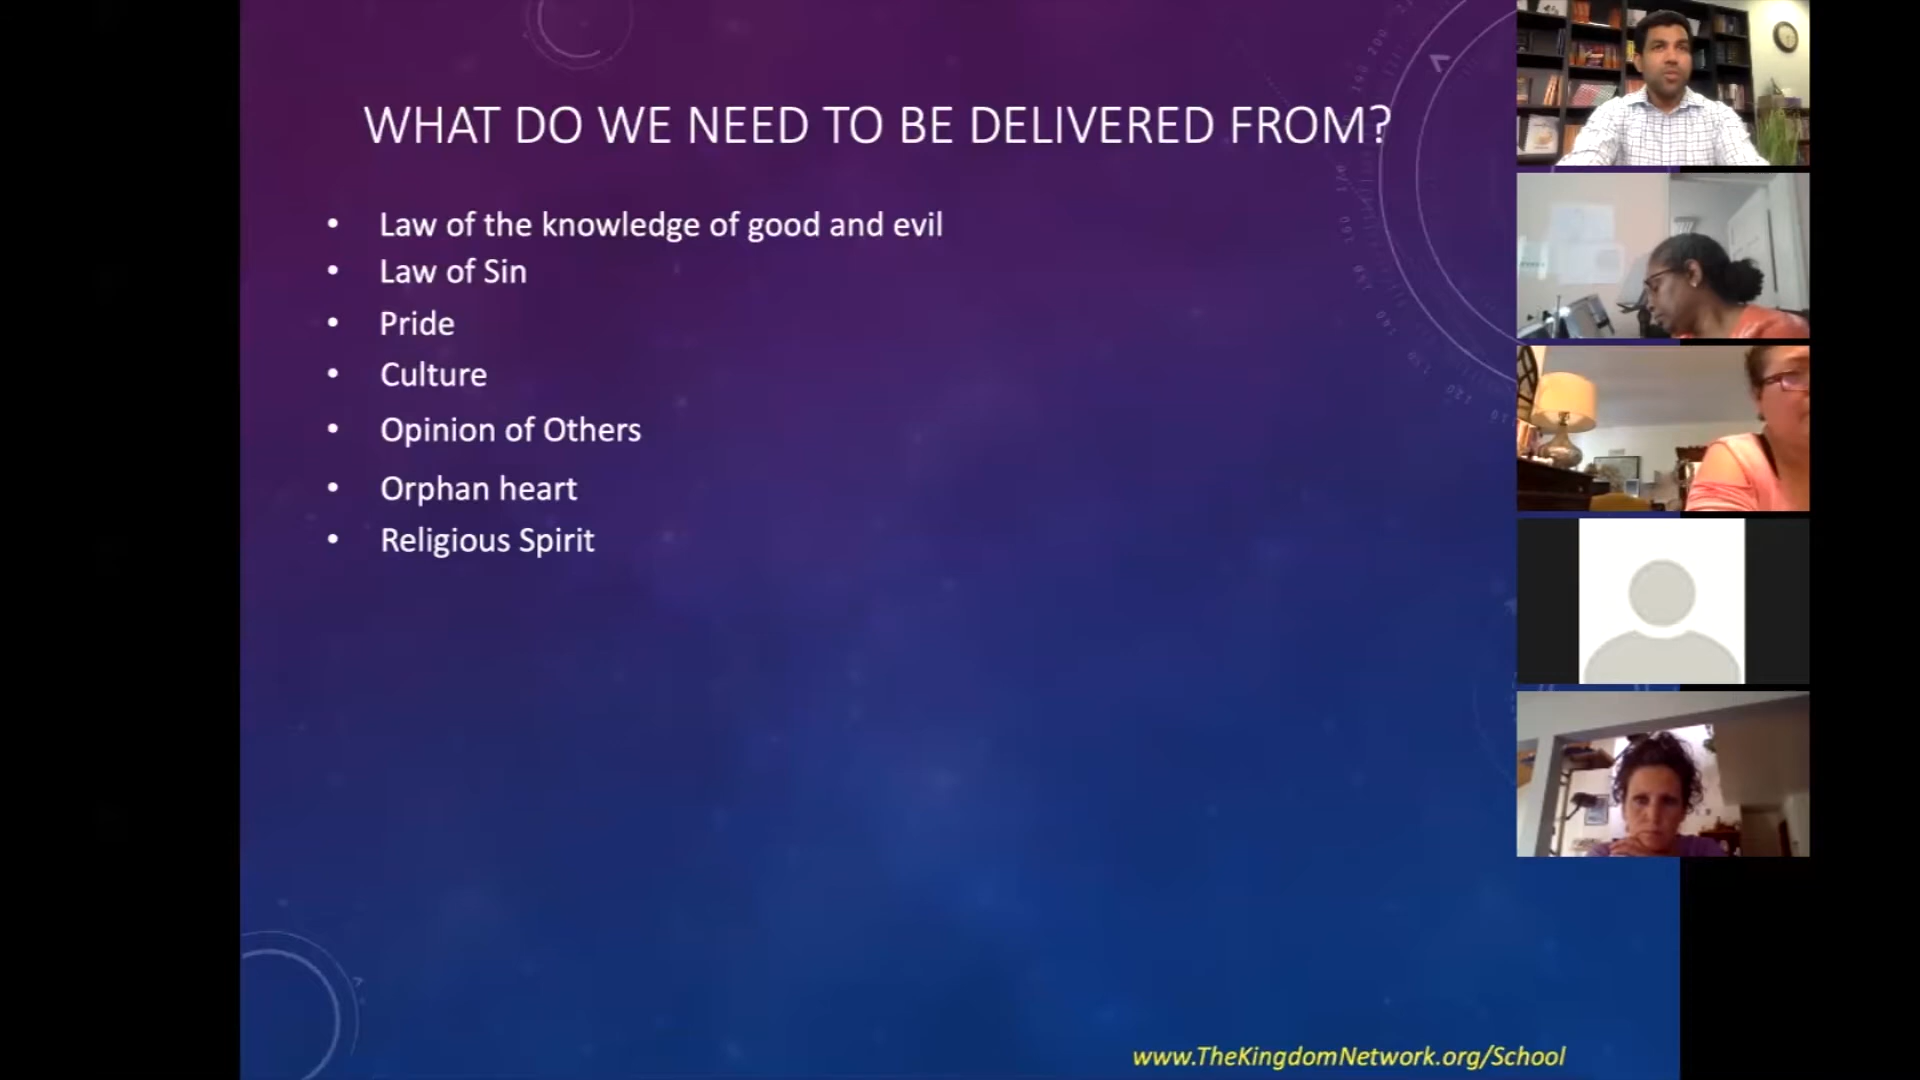 WHAT DO WE NEED TO BE DELIVERED FROM?
• Law of the knowledge of good and evil
• Law of Sin
• Pride
• Culture
• Opinion of Others
• Orphan heart
• Religious Spirit
www.TheKingdomNetwork.org/School